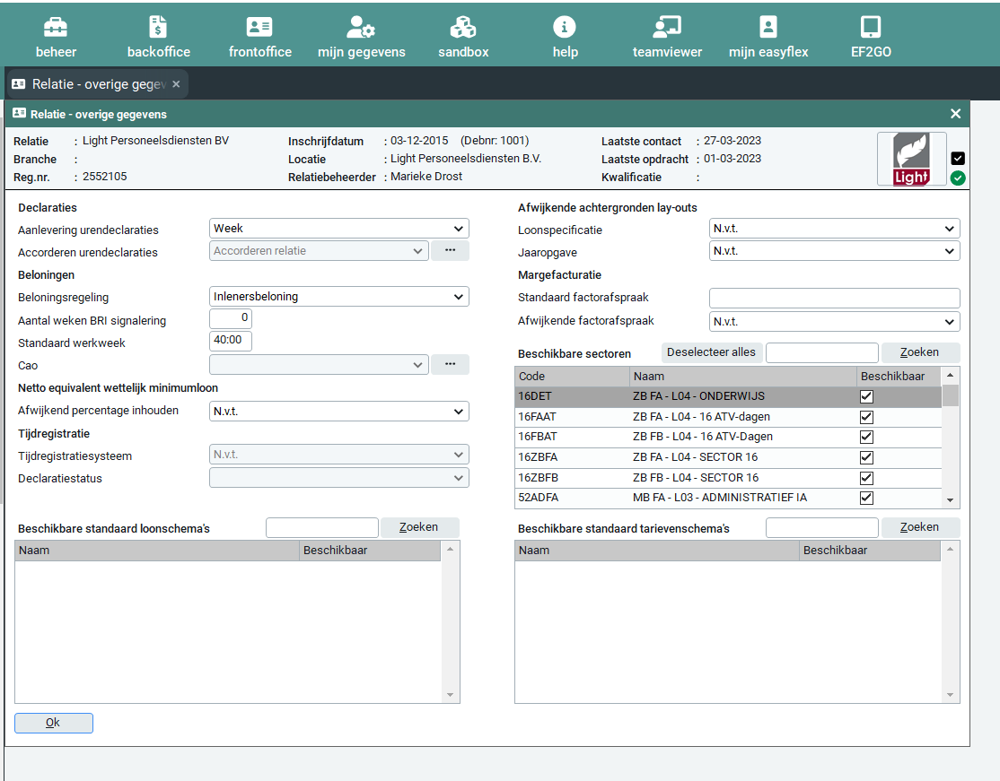 beheer
backoffice
frontoffice
mijn gegevens
sandbox
help
teamviewer
mijn easyflex
EF2GO
Relatie - overige gegev ×
Relatie - overige gegevens
Relatie : Light Personeelsdiensten BV
Branche :
Reg.nr. : 2552105
Inschrijfdatum : 03-12-2015 (Debnr: 1001)
Locatie : Light Personeelsdiensten B.V.
Relatiebeheerder : Marieke Drost
Laatste contact : 27-03-2023
Laatste opdracht : 01-03-2023
Kwalificatie :
Light
Declaraties
Aanlevering urendeclaraties Week
Accorderen urendeclaraties Accorderen relatie ...
Beloningen
Beloningsregeling Inlenersbeloning
Aantal weken BRI signalering 0
Standaard werkweek 40:00
Cao ...
Netto equivalent wettelijk minimumloon
Afwijkend percentage inhouden N.v.t.
Tijdregistratie
Tijdregistratiesysteem N.v.t.
Declaratiestatus
Afwijkende achtergronden lay-outs
Loonspecificatie N.v.t.
Jaaropgave N.v.t.
Margefacturatie
Standaard factorafspraak
Afwijkende factorafspraak N.v.t.
Beschikbare sectoren Deselecteer alles Zoeken
Code Naam Beschikbaar
16DET ZB FA - L04 - ONDERWIJS
16FAAT ZB FA - L04 - 16 ATV-dagen
16FBAT ZB FB - L04 - 16 ATV-Dagen
16ZBFA ZB FA - L04 - SECTOR 16
16ZBFB ZB FB - L04 - SECTOR 16
52ADFA MB FA - L03 - ADMINISTRATIEF IA
Beschikbare standaard loonschema's Zoeken
Naam Beschikbaar
Beschikbare standaard tarievenschema's Zoeken
Naam Beschikbaar
Ok